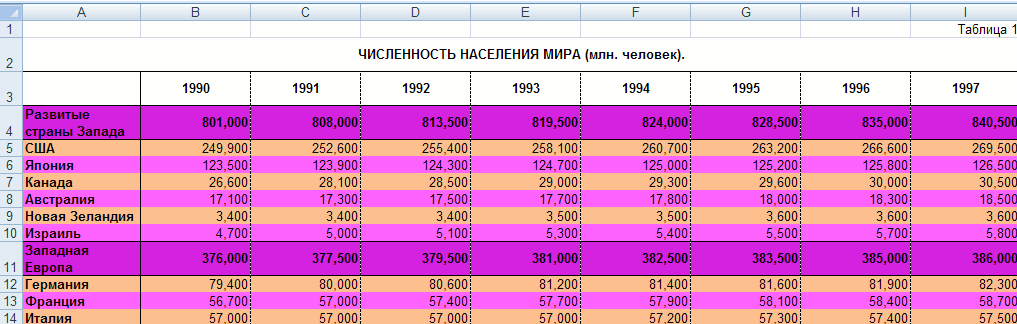 A B C D E F G H I
1 Таблица 1
2 ЧИСЛЕННОСТЬ НАСЕЛЕНИЯ МИРА (млн. человек).
3 1990 1991 1992 1993 1994 1995 1996 1997
Развитые
4 страны Запада 801,000 808,000 813,500 819,500 824,000 828,500 835,000 840,500
5 США 249,900 252,600 255,400 258,100 260,700 263,200 266,600 269,500
6 Япония 123,500 123,900 124,300 124,700 125,000 125,200 125,800 126,500
7 Канада 26,600 28,100 28,500 29,000 29,300 29,600 30,000 30,500
8 Австралия 17,100 17,300 17,500 17,700 17,800 18,000 18,300 18,500
9 Новая Зеландия 3,400 3,400 3,400 3,500 3,500 3,600 3,600 3,600
10 Израиль 4,700 5,000 5,100 5,300 5,400 5,500 5,700 5,800
Западная
11 Европа 376,000 377,500 379,500 381,000 382,500 383,500 385,000 386,000
12 Германия 79,400 80,000 80,600 81,200 81,400 81,600 81,900 82,300
13 Франция 56,700 57,000 57,400 57,700 57,900 58,100 58,400 58,700
14 Италия 57,000 57,000 57,000 57,000 57,200 57,300 57,400 57,500